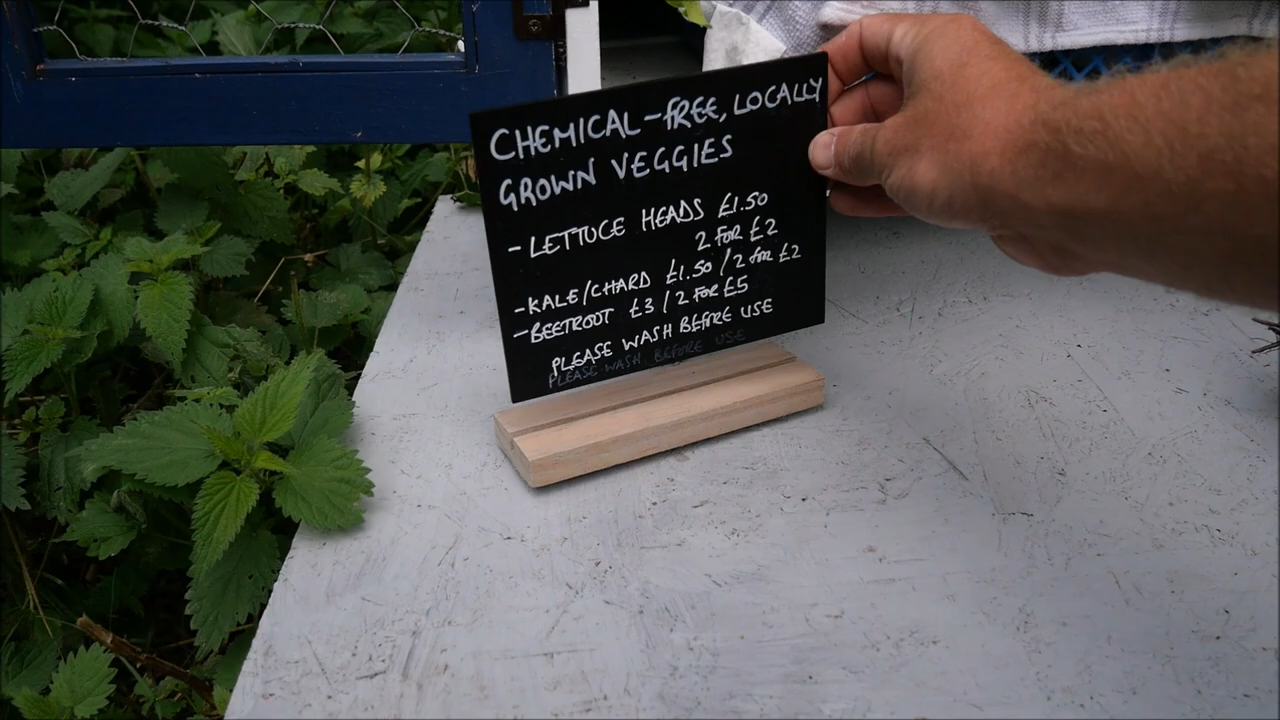 CHEMICAL-FREE, LOCALLY
GROWN VEGGIES
- LETTUCE HEADS £1.50
2 FOR £2
- KALE/CHARD £1.50 / 2 FOR £2
- BEETROOT £3 / 2 FOR £5
PLEASE WASH BEFORE USE
PLEASE WASH BEFORE USE